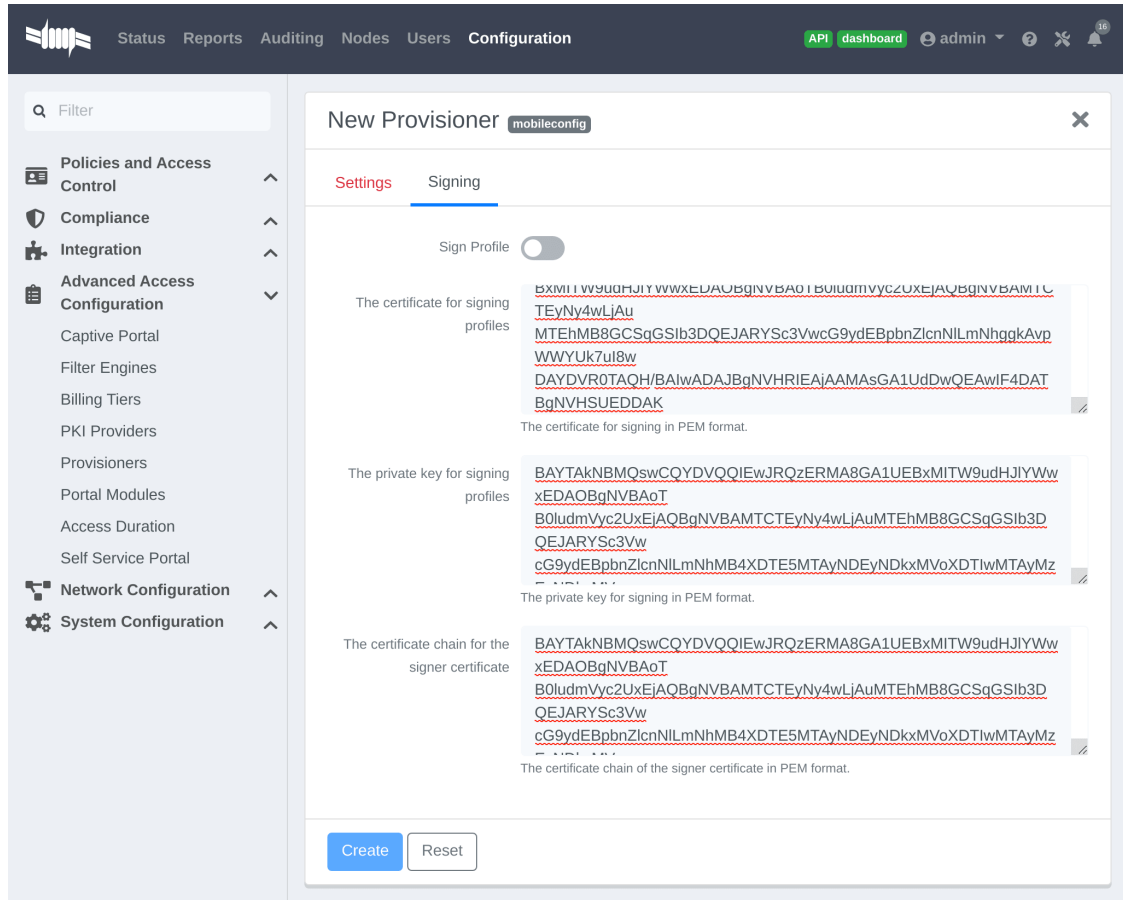 Status Reports Auditing Nodes Users Configuration API dashboard admin 16
Filter
Policies and Access
Control
Compliance
Integration
Advanced Access
Configuration
Captive Portal
Filter Engines
Billing Tiers
PKI Providers
Provisioners
Portal Modules
Access Duration
Self Service Portal
Network Configuration
System Configuration
New Provisioner mobileconfig
Settings Signing
Sign Profile
The certificate for signing
profiles
BxMITW9udHJlYWwxEDAOBgNVBAoTB0ludmVyc2UxEjAQBgNVBAMTC
TEyNy4wLjAu
MTEhMB8GCSqGSIb3DQEJARYSc3VwcG9ydEBpbnZlcnNlLmNhggkAvp
WWYUk7uI8w
DAYDVR0TAQH/BAIwADAJBgNVHRIEAjAAMAsGA1UdDwQEAwIF4DAT
BgNVHSUEDDAK
The certificate for signing in PEM format.
The private key for signing
profiles
BAYTAkNBMQswCQYDVQQIEwJRQzERMA8GA1UEBxMITW9udHJlYWw
xEDAOBgNVBAoT
B0ludmVyc2UxEjAQBgNVBAMTCTEyNy4wLjAuMTEhMB8GCSqGSIb3D
QEJARYSc3Vw
cG9ydEBpbnZlcnNlLmNhMB4XDTE5MTAyNDEyNDkxMVoXDTIwMTAyMz
The private key for signing in PEM format.
The certificate chain for the
signer certificate
BAYTAkNBMQswCQYDVQQIEwJRQzERMA8GA1UEBxMITW9udHJlYWw
xEDAOBgNVBAoT
B0ludmVyc2UxEjAQBgNVBAMTCTEyNy4wLjAuMTEhMB8GCSqGSIb3D
QEJARYSc3Vw
cG9ydEBpbnZlcnNlLmNhMB4XDTE5MTAyNDEyNDkxMVoXDTIwMTAyMz
The certificate chain of the signer certificate in PEM format.
Create Reset